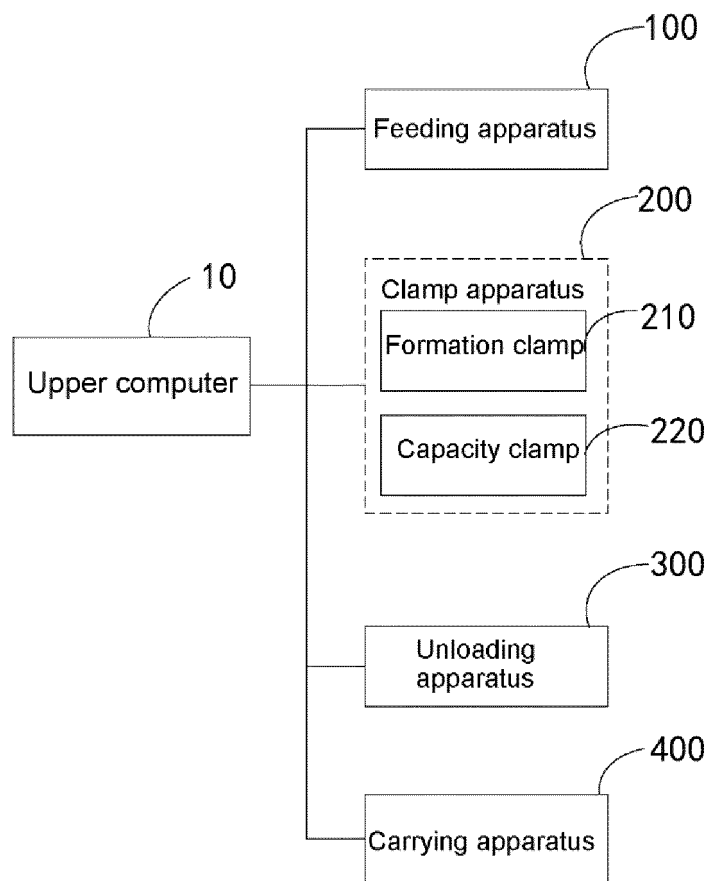 100
Feeding apparatus
200
Clamp apparatus
10
210
Formation clamp
Upper computer
220
Capacity clamp
300
Unloading
apparatus
400
Carrying apparatus